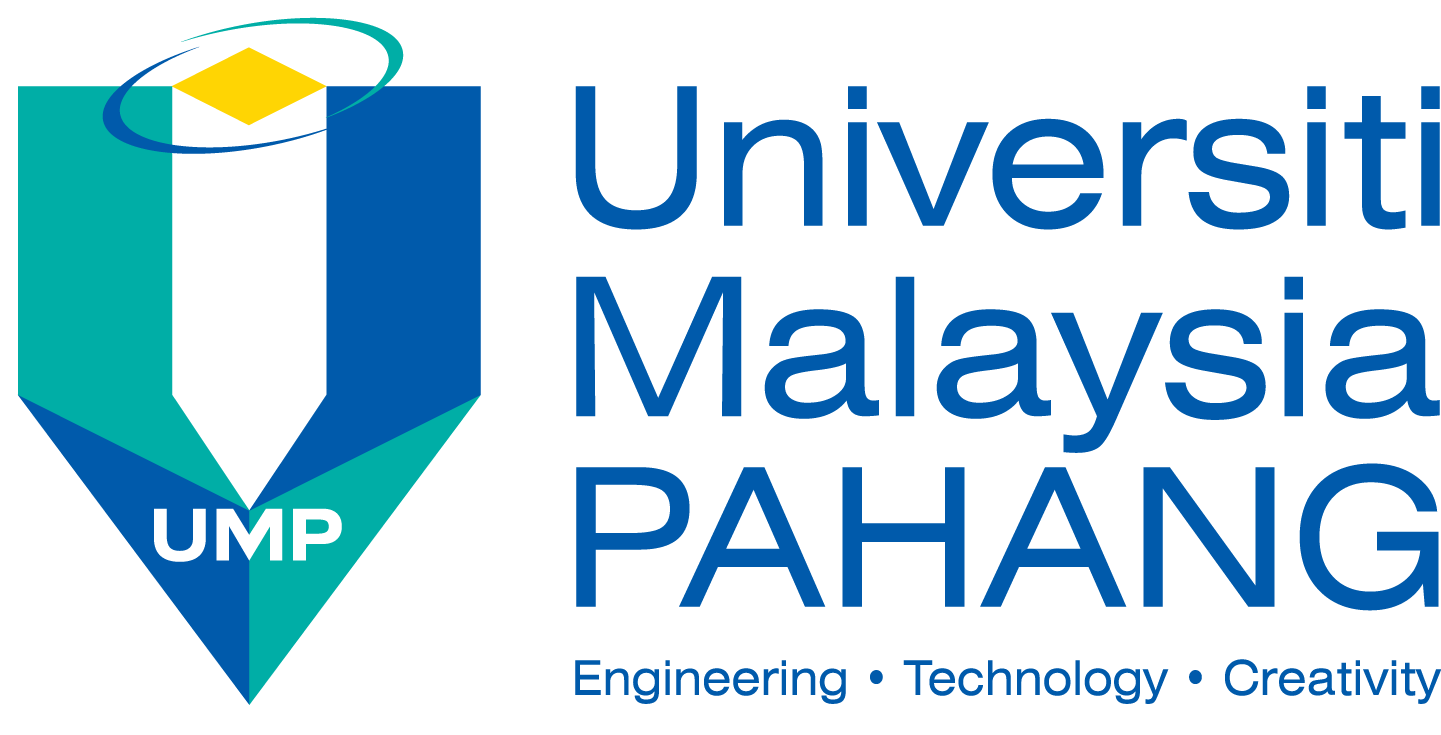 UMP
Universiti
Malaysia
PAHANG
Engineering • Technology • Creativity